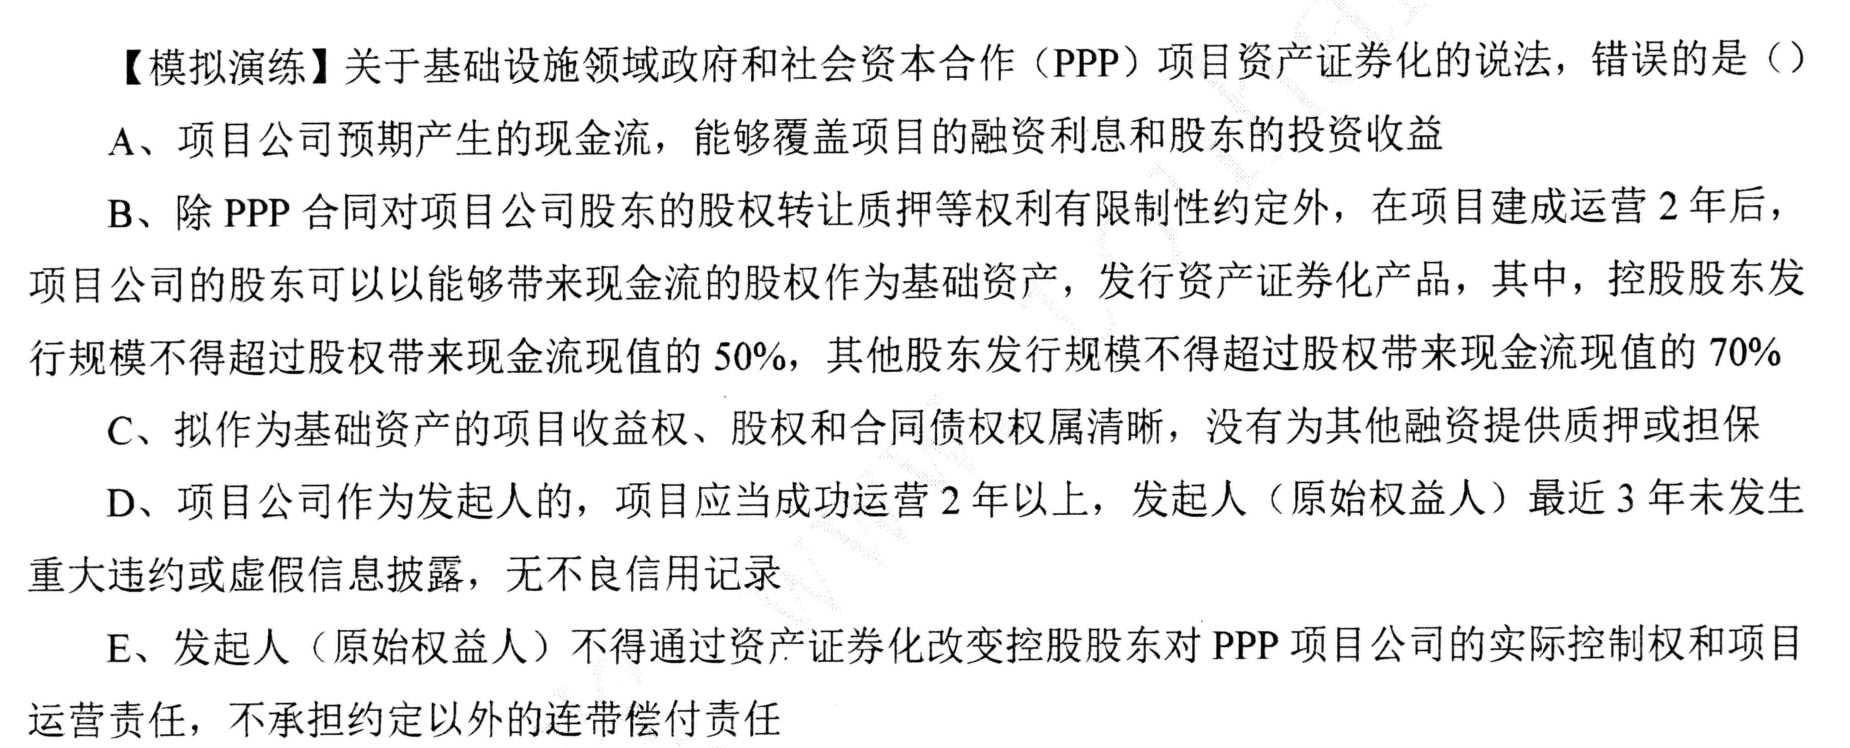 【模拟演练】关于基础设施领域政府和社会资本合作（PPP）项目资产证券化的说法，错误的是（）
A、项目公司预期产生的现金流，能够覆盖项目的融资利息和股东的投资收益
B、除 PPP 合同对项目公司股东的股权转让质押等权利有限制性约定外，在项目建成运营 2 年后，
项目公司的股东可以以能够带来现金流的股权作为基础资产，发行资产证券化产品，其中，控股股东发
行规模不得超过股权带来现金流现值的 50%，其他股东发行规模不得超过股权带来现金流现值的 70%
C、拟作为基础资产的项目收益权、股权和合同债权权属清晰，没有为其他融资提供质押或担保
D、项目公司作为发起人的，项目应当成功运营 2 年以上，发起人（原始权益人）最近 3 年未发生
重大违约或虚假信息披露，无不良信用记录
E、发起人（原始权益人）不得通过资产证券化改变控股股东对 PPP 项目公司的实际控制权和项目
运营责任，不承担约定以外的连带偿付责任